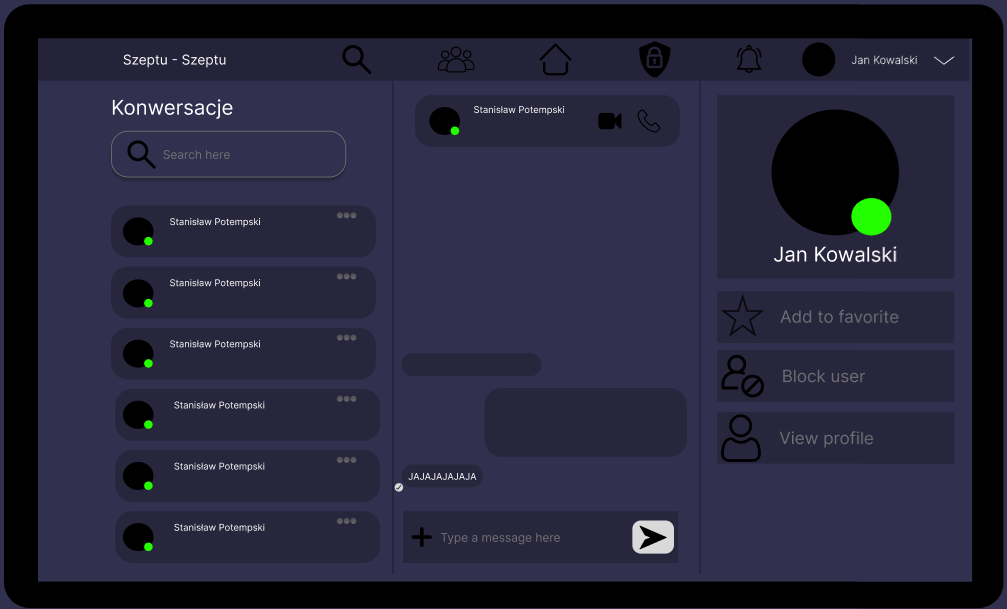 Szeptu - Szeptu
Jan Kowalski
Konwersacje
Search here
Stanisław Potempski
Stanisław Potempski
Stanisław Potempski
Stanisław Potempski
Stanisław Potempski
Stanisław Potempski
Stanisław Potempski
JAJAJAJAJAJA
Type a message here
Jan Kowalski
Add to favorite
Block user
View profile